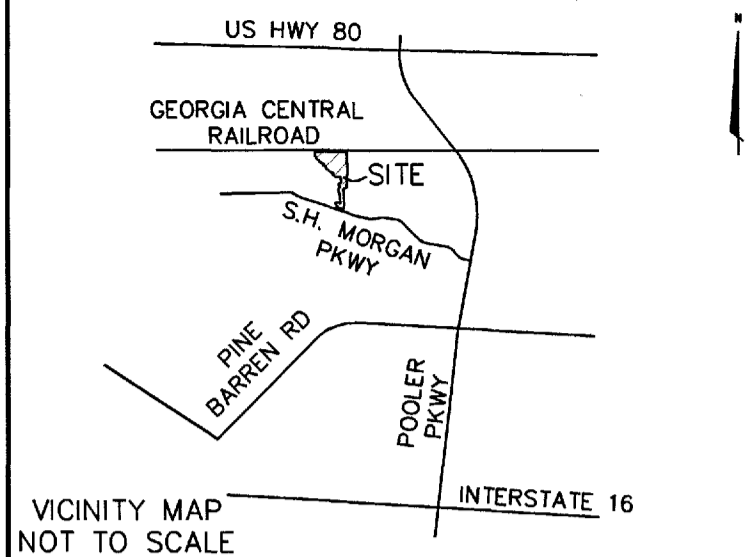 US HWY 80
N
GEORGIA CENTRAL
RAILROAD
SITE
S.H. MORGAN
PKWY
PINE
BARREN RD
POOLER
PKWY
INTERSTATE 16
VICINITY MAP
NOT TO SCALE